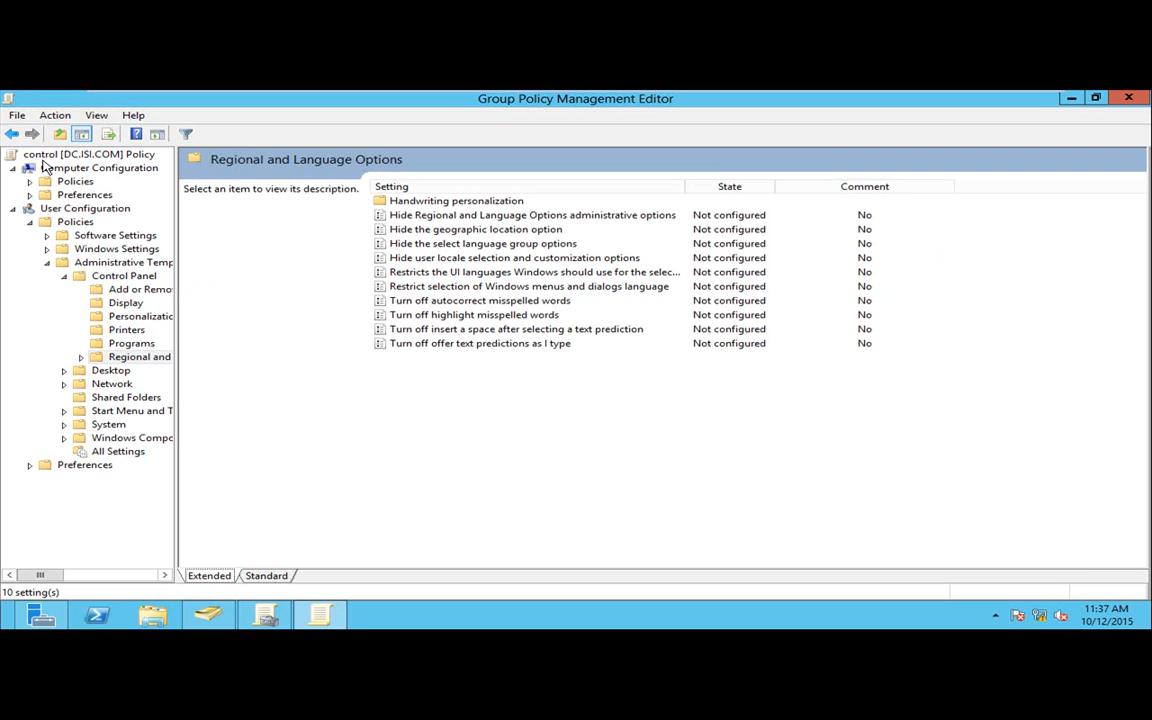 Group Policy Management Editor
File Action View Help
control [DC.ISI.COM] Policy
Computer Configuration
Policies
Preferences
User Configuration
Policies
Software Settings
Windows Settings
Administrative Temp
Control Panel
Add or Remo
Display
Personalizatio
Printers
Programs
Regional and
Desktop
Network
Shared Folders
Start Menu and T
System
Windows Compo
All Settings
Preferences
Regional and Language Options
Select an item to view its description.
Setting State Comment
Handwriting personalization
Hide Regional and Language Options administrative options Not configured No
Hide the geographic location option Not configured No
Hide the select language group options Not configured No
Hide user locale selection and customization options Not configured No
Restricts the UI languages Windows should use for the selec... Not configured No
Restrict selection of Windows menus and dialogs language Not configured No
Turn off autocorrect misspelled words Not configured No
Turn off highlight misspelled words Not configured No
Turn off insert a space after selecting a text prediction Not configured No
Turn off offer text predictions as I type Not configured No
Extended Standard
10 setting(s)
11:37 AM
10/12/2015